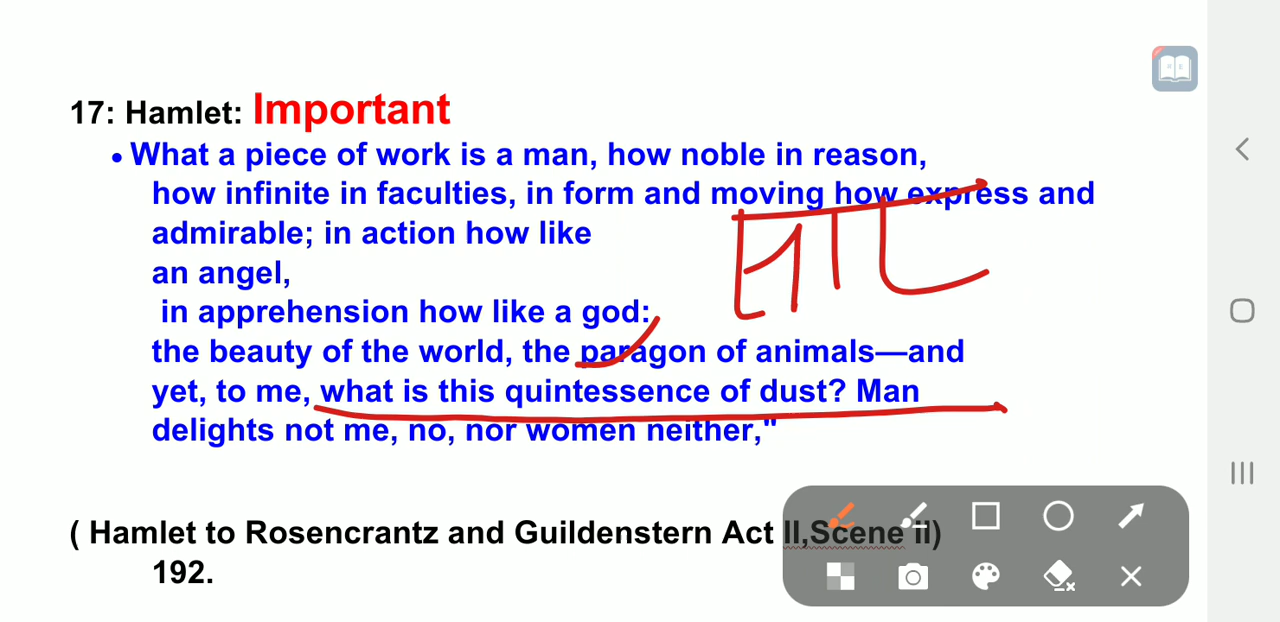 17: Hamlet: Important
• What a piece of work is a man, how noble in reason,
how infinite in faculties, in form and moving how express and
admirable; in action how like
an angel,
in apprehension how like a god:
the beauty of the world, the paragon of animals—and
yet, to me, what is this quintessence of dust? Man
delights not me, no, nor women neither,"
( Hamlet to Rosencrantz and Guildenstern Act II,Scene ii)
192.